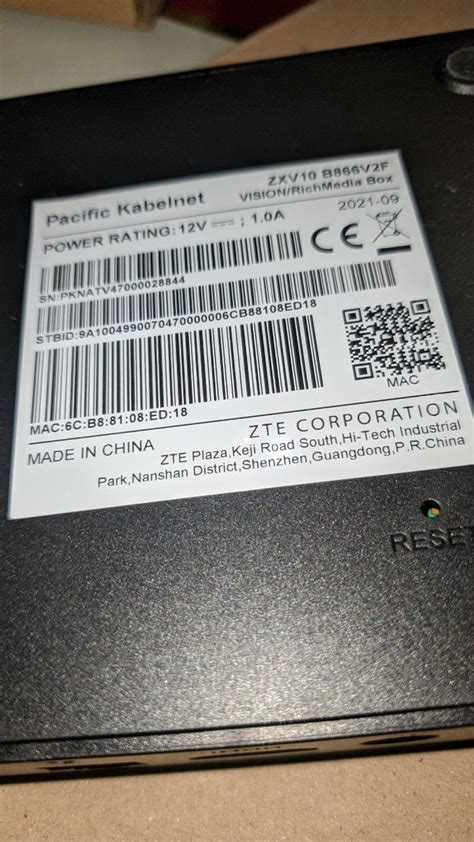 Pacific Kabelnet
ZXV10 B866V2F
VISION/RichMedia Box
POWER RATING: 12V ⎓ ; 1.0A
2021-09
CE
SN:PKNATV47000028844
STBID:9A1004990070470000006CB88108ED18
MAC:6C:B8:81:08:ED:18
MAC
MADE IN CHINA
ZTE CORPORATION
ZTE Plaza,Keji Road South,Hi-Tech Industrial
Park,Nanshan District,Shenzhen,Guangdong,P.R.China
RESET